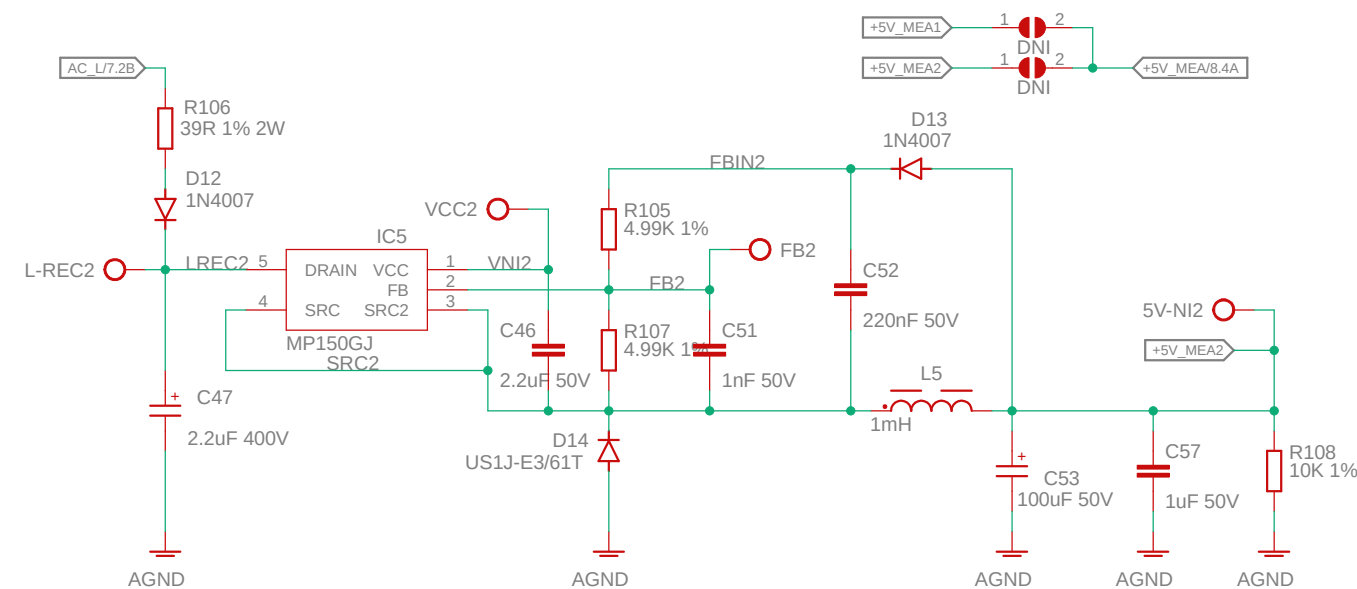 +5V_MEA1
1
2
DNI
+5V_MEA2
1
2
DNI
+5V_MEA/8.4A
AC_L/7.2B
R106
39R 1% 2W
D13
1N4007
FBIN2
D12
1N4007
VCC2
R105
4.99K 1%
IC5
FB2
L-REC2
LREC2
5
DRAIN
VCC
1
VNI2
FB
2
FB2
C52
4
SRC
SRC2
3
220nF 50V
5V-NI2
MP150GJ
SRC2
C46
2.2uF 50V
R107
4.99K 1%
C51
1nF 50V
+5V_MEA2
L5
1mH
+
C47
2.2uF 400V
D14
US1J-E3/61T
+
C53
100uF 50V
C57
1uF 50V
R108
10K 1%
AGND
AGND
AGND
AGND
AGND